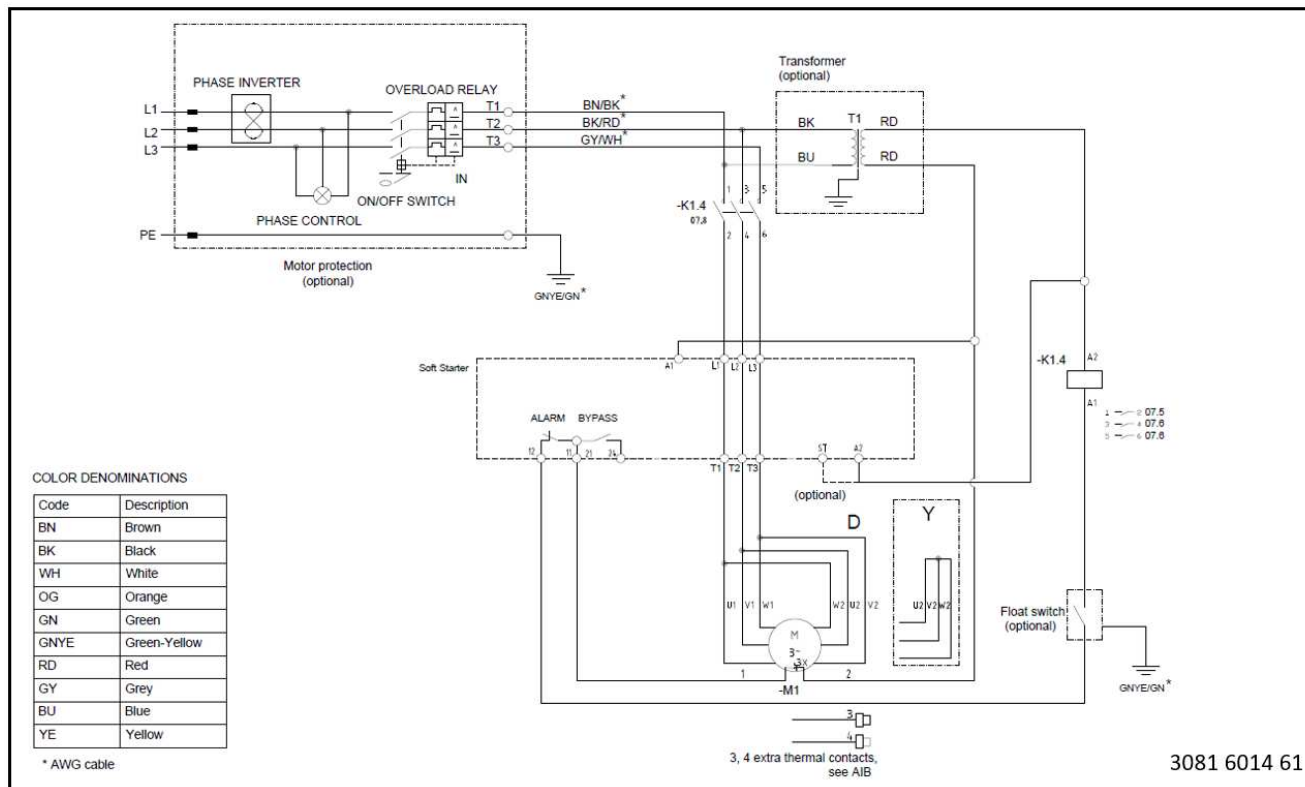 PHASE INVERTER
OVERLOAD RELAY
L1
L2
L3
T1
T2
T3
BN/BK*
BK/RD*
GY/WH*
IN
ON/OFF SWITCH
PHASE CONTROL
PE
Motor protection
(optional)
GNYE/GN*
Transformer
(optional)
BK T1 RD
BU RD
1 3 5
-K1.4
07.8
2 4 6
Soft Starter
A1 L1 L2 L3
ALARM BYPASS
12 11 21 24
T1 T2 T3
ST A2
(optional)
-K1.4
A2
A1
1 2 07.5
3 4 07.6
5 6 07.6
D
Y
U1 V1 W1
W2 U2 V2
U2 V2 W2
M
3~
3x
1 2
-M1
Float switch
(optional)
GNYE/GN*
3
4
3, 4 extra thermal contacts,
see AIB
COLOR DENOMINATIONS
Code Description
BN Brown
BK Black
WH White
OG Orange
GN Green
GNYE Green-Yellow
RD Red
GY Grey
BU Blue
YE Yellow
* AWG cable
3081 6014 61